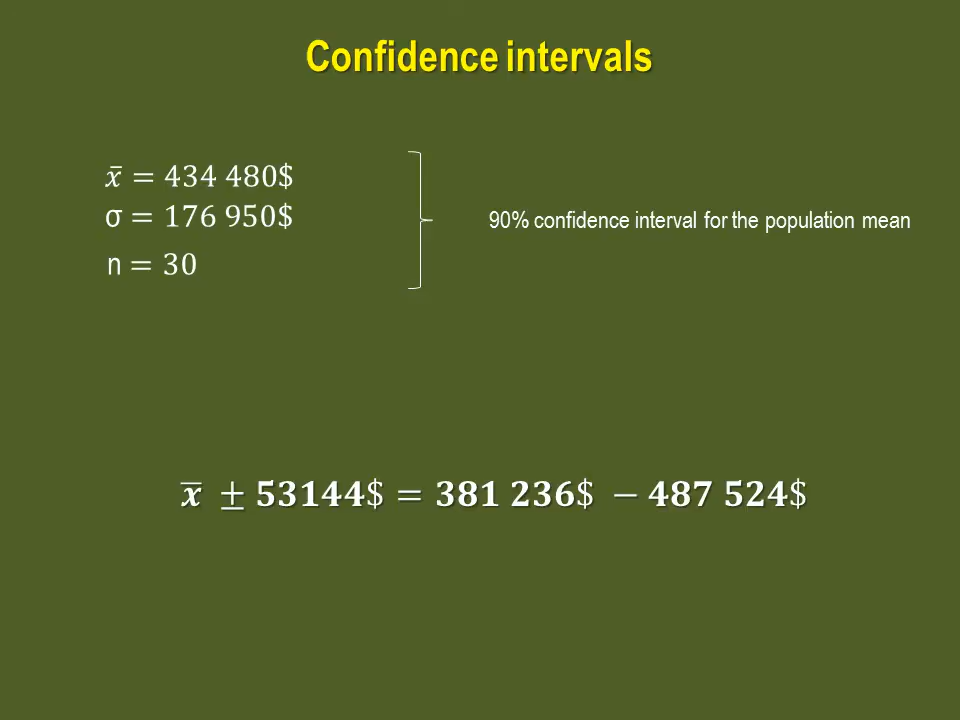 Confidence intervals
x̄ = 434 480$
σ = 176 950$
n = 30
90% confidence interval for the population mean
x̄ ± 53144$ = 381 236$ − 487 524$